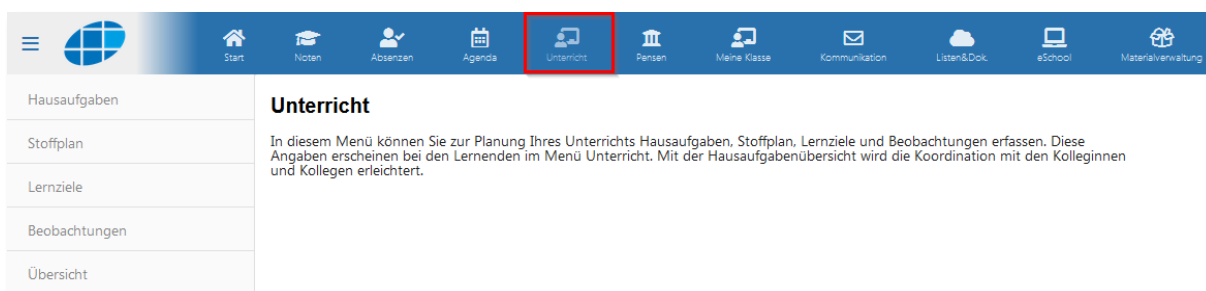 Start
Noten
Absenzen
Agenda
Unterricht
Pensen
Meine Klasse
Kommunikation
Listen&Dok.
eSchool
Materialverwaltung
Hausaufgaben
Stoffplan
Lernziele
Beobachtungen
Übersicht
Unterricht
In diesem Menü können Sie zur Planung Ihres Unterrichts Hausaufgaben, Stoffplan, Lernziele und Beobachtungen erfassen. Diese
Angaben erscheinen bei den Lernenden im Menü Unterricht. Mit der Hausaufgabenübersicht wird die Koordination mit den Kolleginnen
und Kollegen erleichtert.